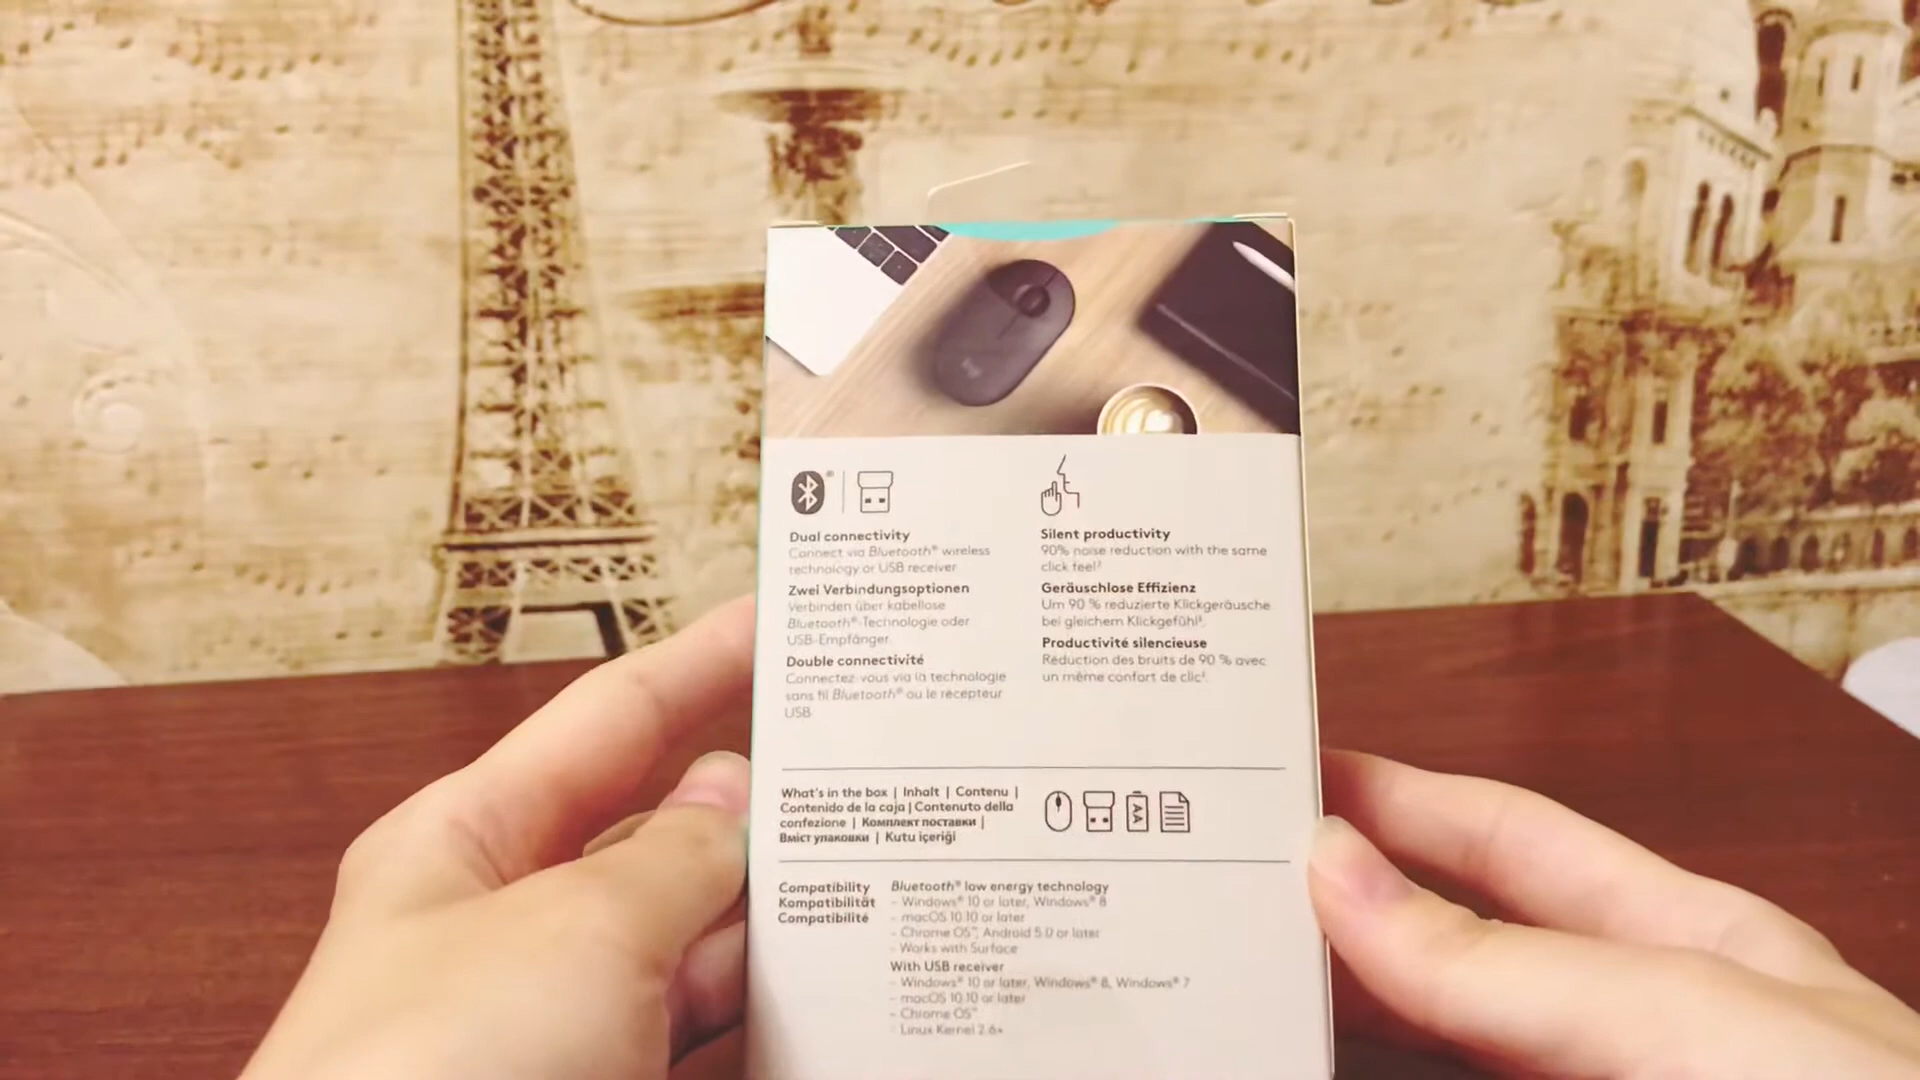 logi
Dual connectivity
Connect via Bluetooth® wireless
technology or USB receiver
Zwei Verbindungsoptionen
Verbinden über kabellose
Bluetooth®-Technologie oder
USB-Empfänger.
Double connectivité
Connectez-vous via la technologie
sans fil Bluetooth® ou le récepteur
USB
Silent productivity
90% noise reduction with the same
click feel¹
Geräuschlose Effizienz
Um 90 % reduzierte Klickgeräusche
bei gleichem Klickgefühl¹.
Productivité silencieuse
Réduction des bruits de 90 % avec
un même confort de clic¹.
What's in the box | Inhalt | Contenu |
Contenido de la caja | Contenuto della
confezione | Комплект поставки |
Вміст упаковки | Kutu içeriği
AA
Compatibility
Kompatibilität
Compatibilité
Bluetooth® low energy technology
- Windows® 10 or later, Windows® 8
- macOS 10.10 or later
- Chrome OS™, Android 5.0 or later
- Works with Surface
With USB receiver
- Windows® 10 or later, Windows® 8, Windows® 7
- macOS 10.10 or later
- Chrome OS™
- Linux Kernel 2.6+